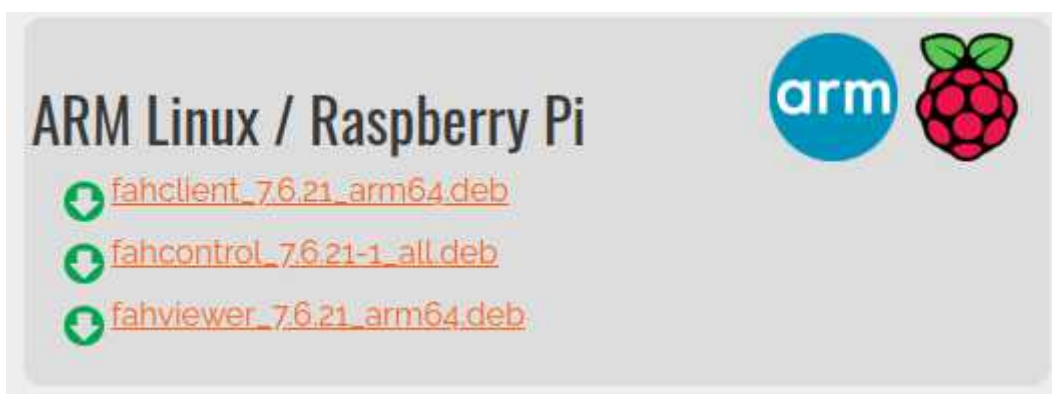 arm
ARM Linux / Raspberry Pi
fahclient_7.6.21_arm64.deb
fahcontrol_7.6.21-1_all.deb
fahviewer_7.6.21_arm64.deb